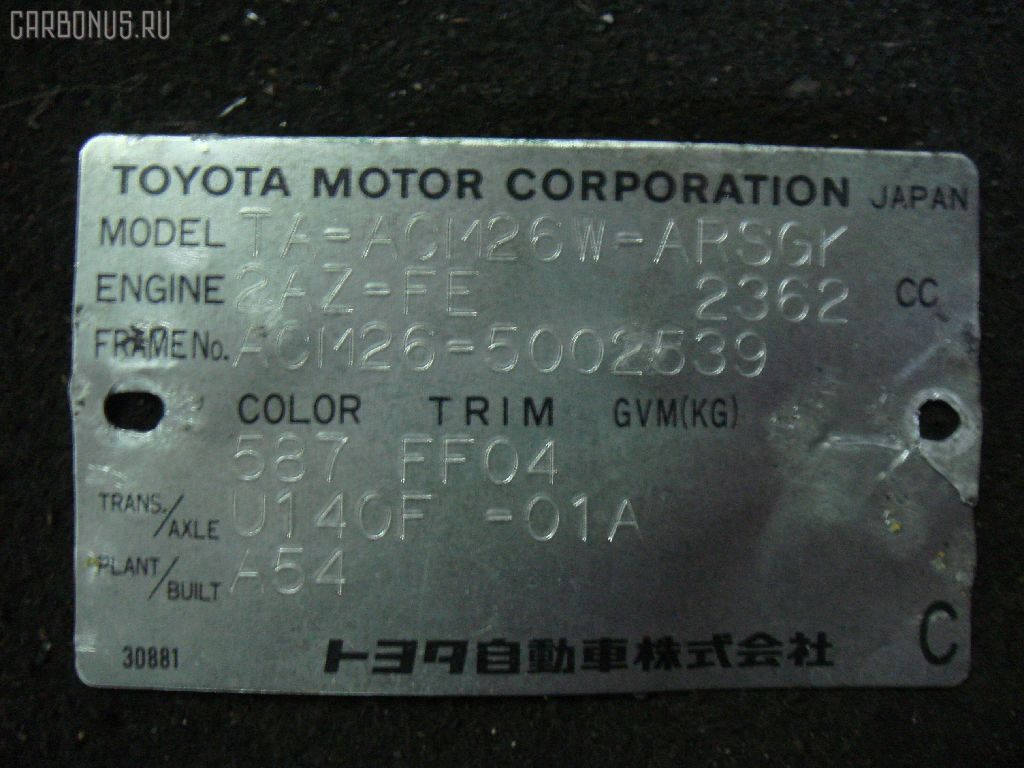 CARBONUS.RU
TOYOTA MOTOR CORPORATION JAPAN
MODEL TA-ACM26W-ARSGK
ENGINE 2AZ-FE 2362 CC
FRAME No. ACM26-5002539
COLOR TRIM GVM(KG)
587 FF04
TRANS./AXLE U140F -01A
PLANT/BUILT A54
C
30881 トヨタ自動車株式会社